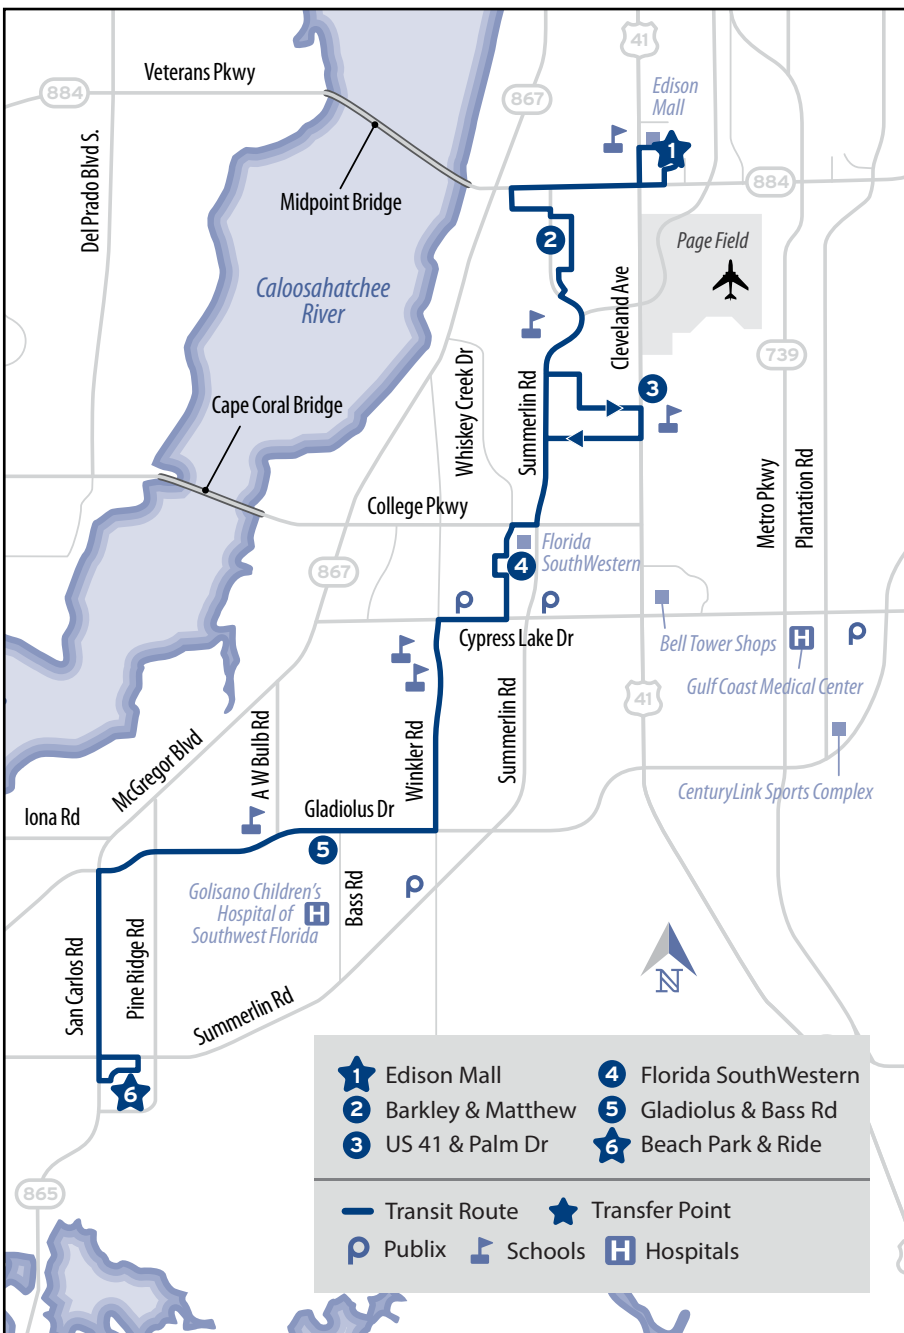 41
Edison
Mall
Veterans Pkwy
884
867
1
Del Prado Blvd S.
Midpoint Bridge
884
2
Page Field
Caloosahatchee
River
Cleveland Ave
739
Whiskey Creek Dr
Summerlin Rd
3
Cape Coral Bridge
Metro Pkwy
Plantation Rd
College Pkwy
Florida
SouthWestern
4
867
P
P
Cypress Lake Dr
Bell Tower Shops
H
P
Gulf Coast Medical Center
41
Summerlin Rd
Winkler Rd
A W Bulb Rd
McGregor Blvd
CenturyLink Sports Complex
Iona Rd
Gladiolus Dr
5
P
Bass Rd
Golisano Children's
Hospital of
Southwest Florida
H
San Carlos Rd
Pine Ridge Rd
N
Summerlin Rd
6
865
1 Edison Mall
2 Barkley & Matthew
3 US 41 & Palm Dr
4 Florida SouthWestern
5 Gladiolus & Bass Rd
6 Beach Park & Ride
Transit Route
Transfer Point
P Publix
Schools
H Hospitals